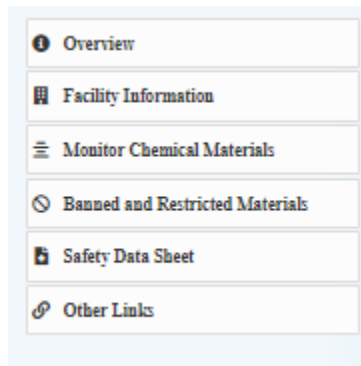 Overview
Facility Information
Monitor Chemical Materials
Banned and Restricted Materials
Safety Data Sheet
Other Links